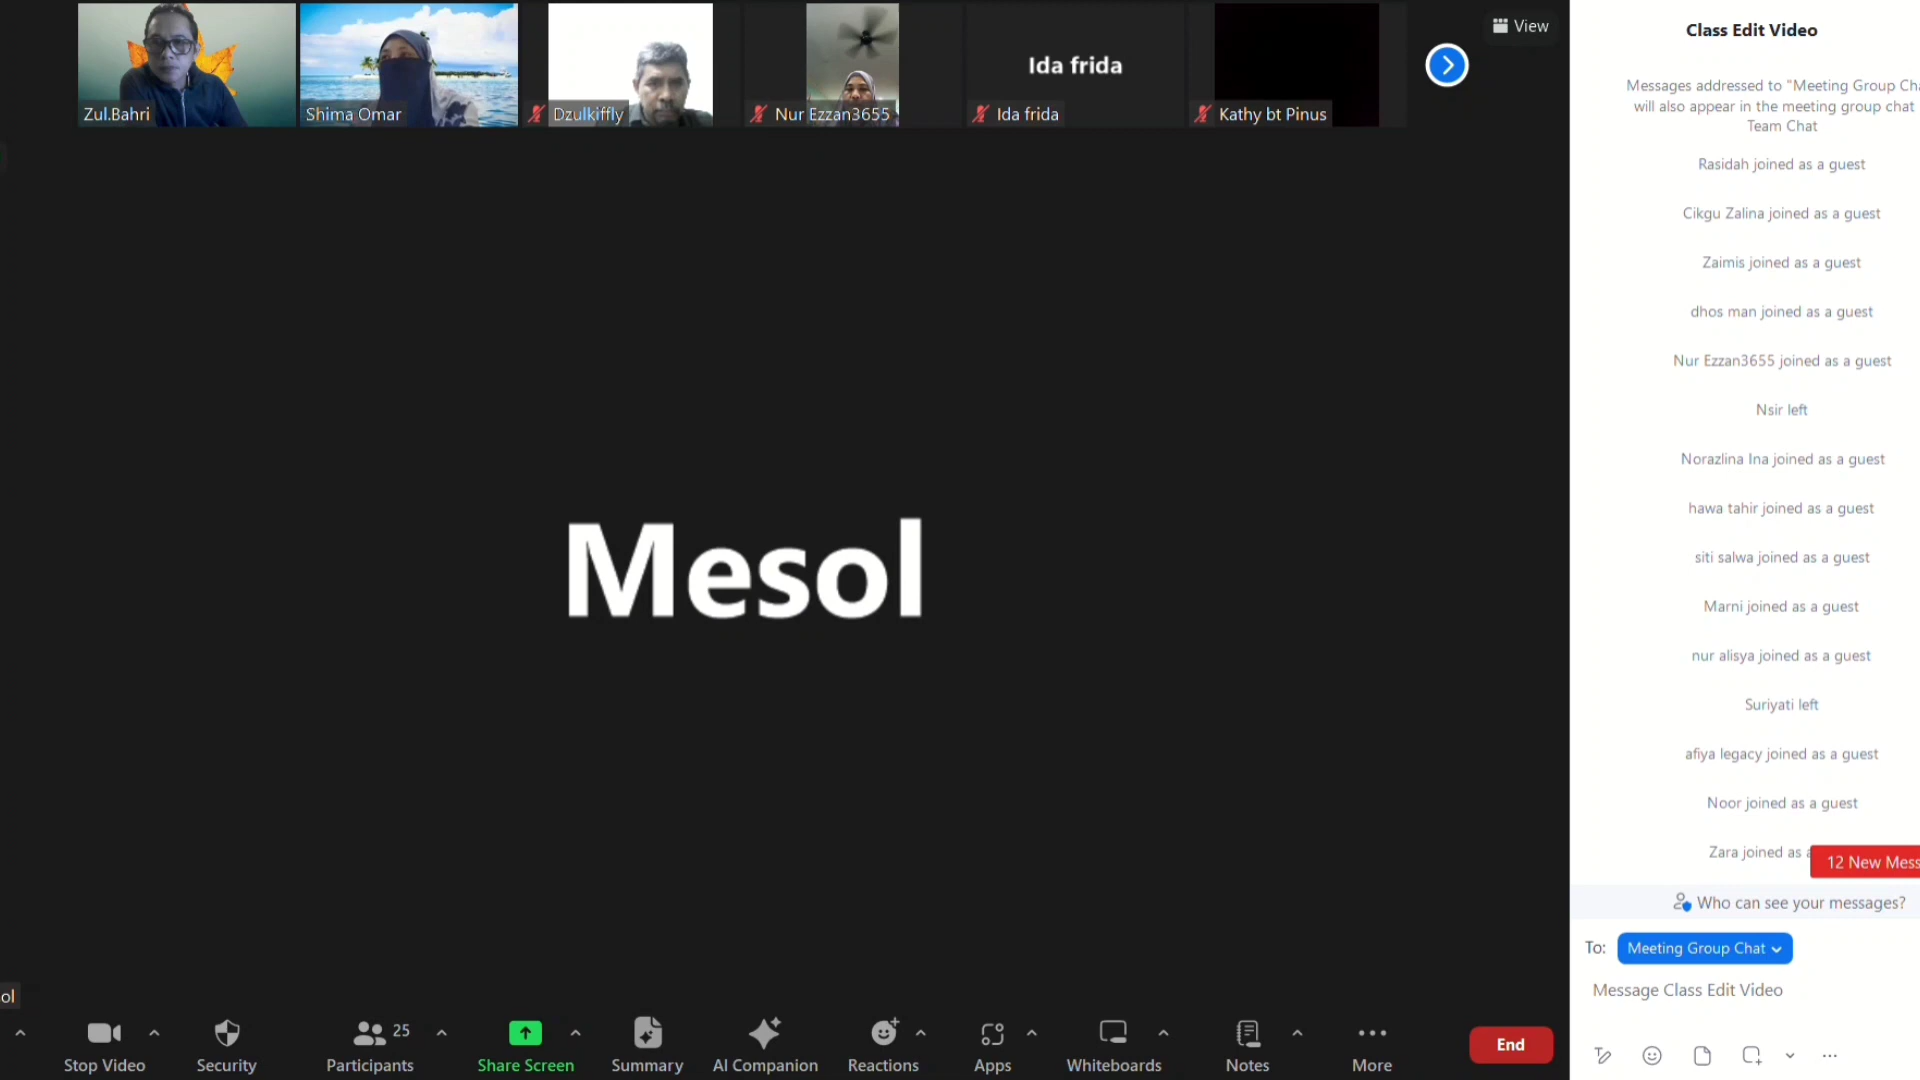 Zul.Bahri
Shima Omar
Dzulkiffly
Nur Ezzan3655
Ida frida
Ida frida
Kathy bt Pinus
View
Mesol
ol
Class Edit Video
Messages addressed to "Meeting Group Cha
will also appear in the meeting group chat
Team Chat
Rasidah joined as a guest
Cikgu Zalina joined as a guest
Zaimis joined as a guest
dhos man joined as a guest
Nur Ezzan3655 joined as a guest
Nsir left
Norazlina Ina joined as a guest
hawa tahir joined as a guest
siti salwa joined as a guest
Marni joined as a guest
nur alisya joined as a guest
Suriyati left
afiya legacy joined as a guest
Noor joined as a guest
Zara joined as a
12 New Mess
Who can see your messages?
To: Meeting Group Chat
Message Class Edit Video
Stop Video
Security
25
Participants
Share Screen
Summary
AI Companion
Reactions
Apps
Whiteboards
Notes
More
End